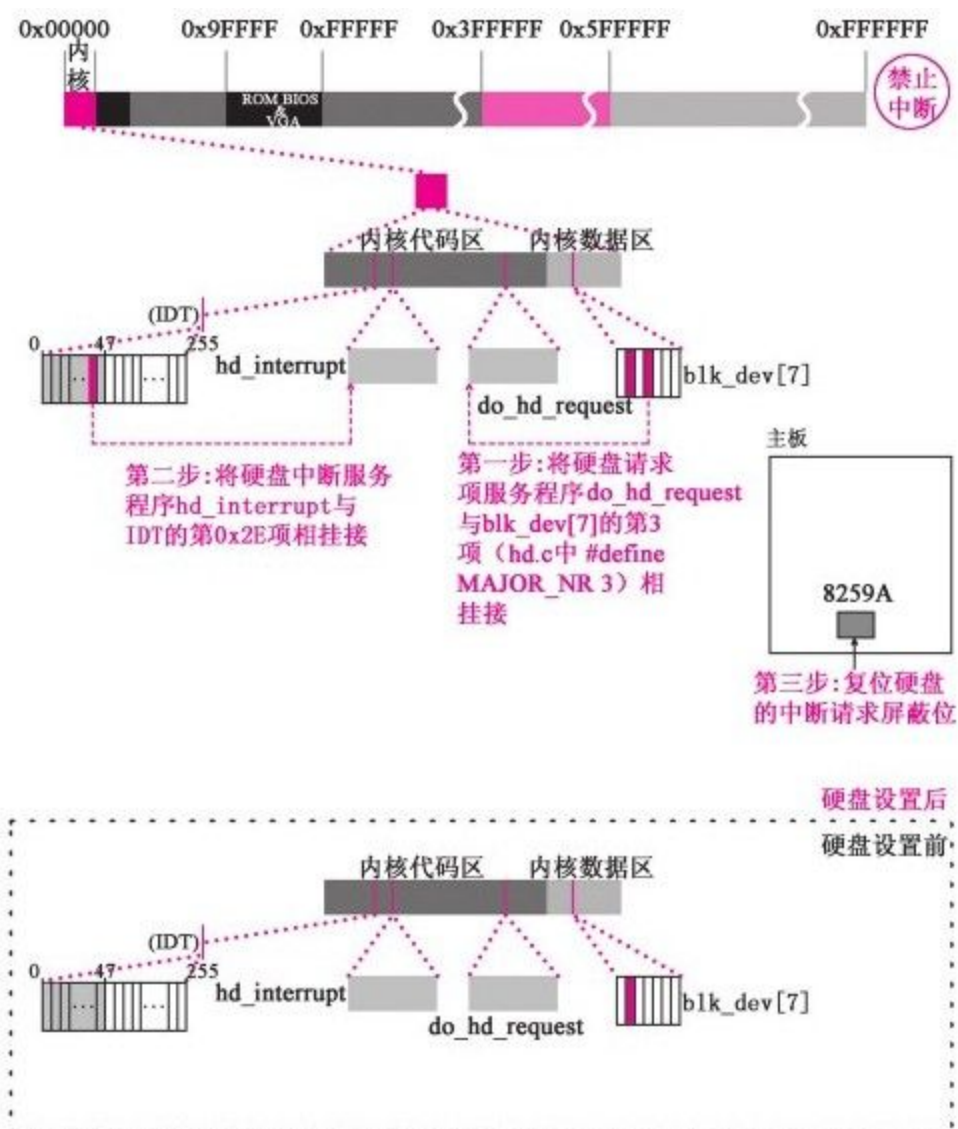 0x00000 0x9FFFF 0xFFFFF 0x3FFFFF 0x5FFFFF 0xFFFFFF
内
核
ROM BIOS
&
VGA
禁止
中断
内核代码区 内核数据区
(IDT)
0 47 255
hd_interrupt
do_hd_request
blk_dev[7]
第二步:将硬盘中断服务
程序hd_interrupt与
IDT的第0x2E项相挂接
第一步:将硬盘请求
项服务程序do_hd_request
与blk_dev[7]的第3
项（hd.c中 #define
MAJOR_NR 3）相
挂接
主板
8259A
第三步:复位硬盘
的中断请求屏蔽位
硬盘设置后
硬盘设置前
内核代码区 内核数据区
(IDT)
0 47 255
hd_interrupt
do_hd_request
blk_dev[7]